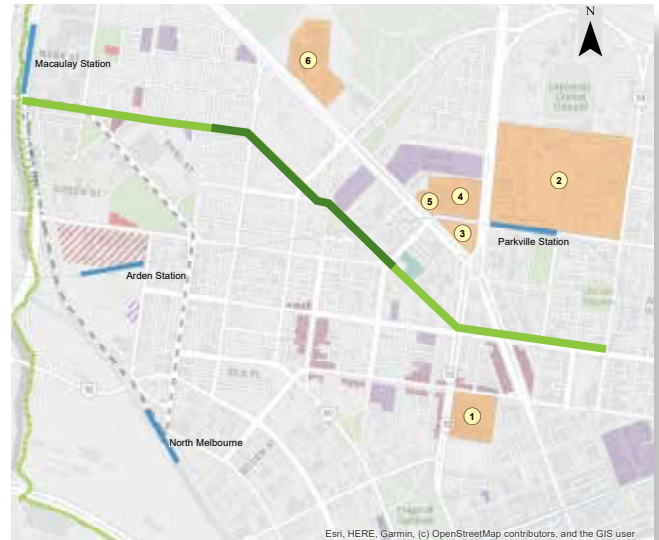 N
Macaulay Station
6
2
4
5
3
Parkville Station
Arden Station
1
North Melbourne
Esri, HERE, Garmin, (c) OpenStreetMap contributors, and the GIS user